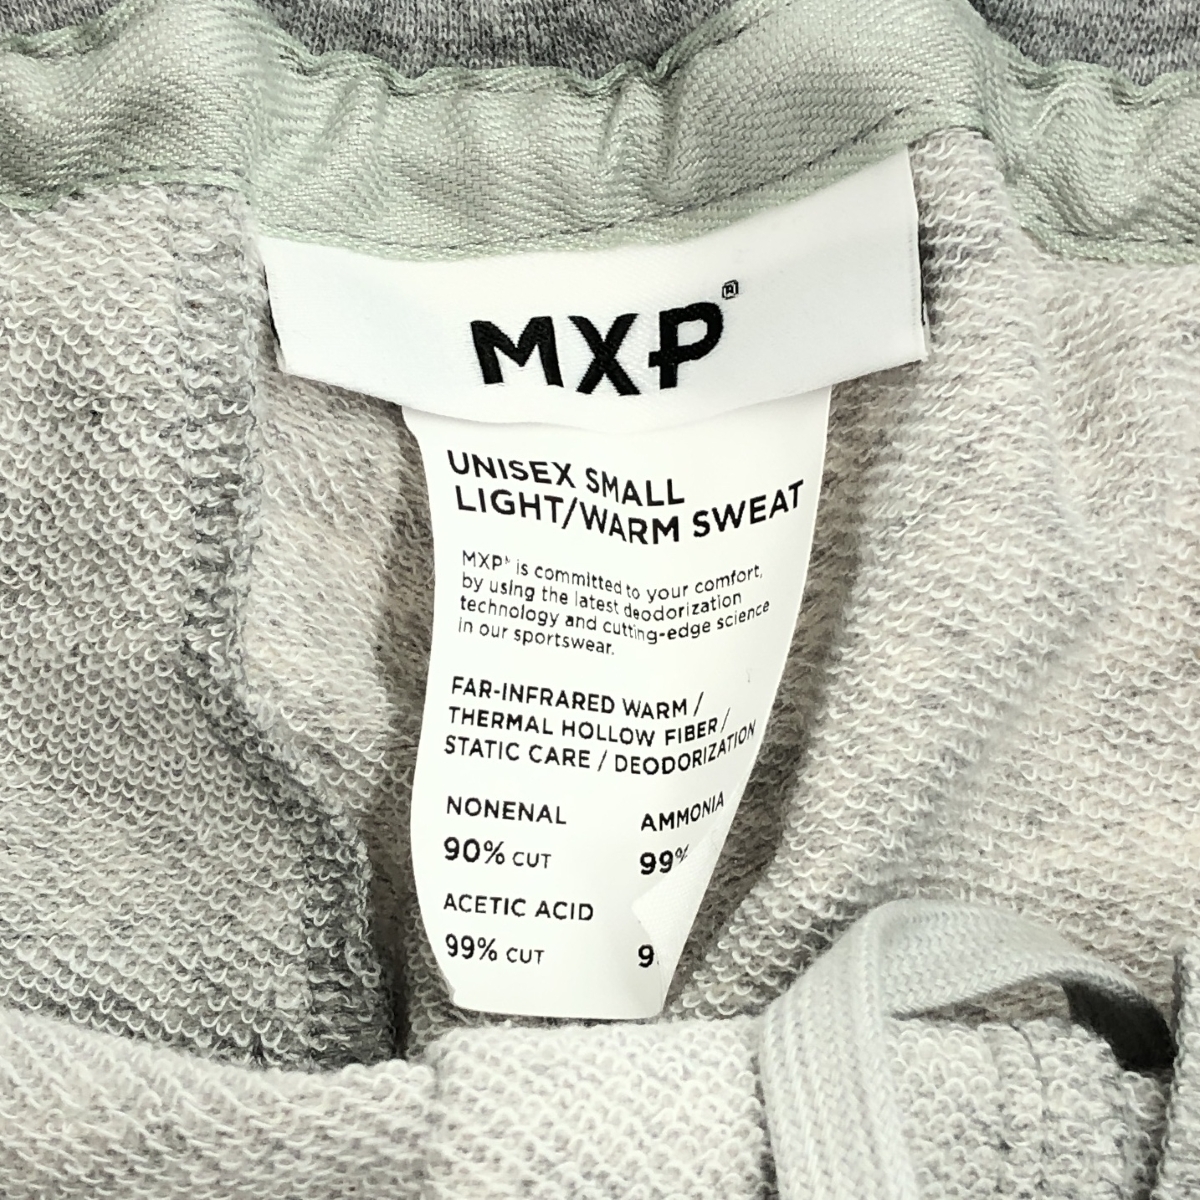 MXP®
UNISEX SMALL
LIGHT/WARM SWEAT
MXP® is committed to your comfort,
by using the latest deodorization
technology and cutting-edge science
in our sportswear.
FAR-INFRARED WARM /
THERMAL HOLLOW FIBER /
STATIC CARE / DEODORIZATION
NONENAL AMMONIA
90% CUT 99%
ACETIC ACID
99% CUT 9